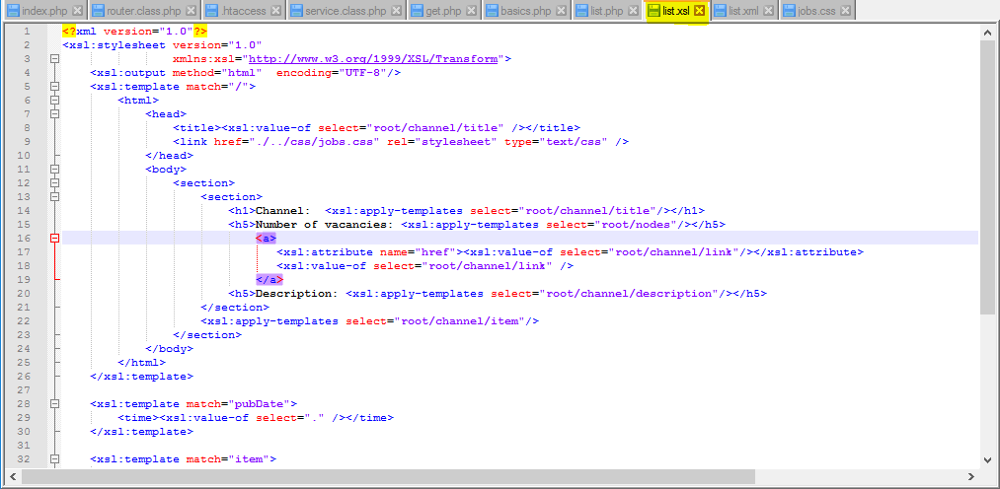 index.php router.class.php .htaccess service.class.php get.php basics.php list.php list.xsl list.xml jobs.css
1 <?xml version="1.0"?>
2 <xsl:stylesheet version="1.0"
3 xmlns:xsl="http://www.w3.org/1999/XSL/Transform">
4 <xsl:output method="html"  encoding="UTF-8"/>
5 <xsl:template match="/">
6 <html>
7 <head>
8 <title><xsl:value-of select="root/channel/title" /></title>
9 <link href="./../css/jobs.css" rel="stylesheet" type="text/css" />
10 </head>
11 <body>
12 <section>
13 <section>
14 <h1>Channel:  <xsl:apply-templates select="root/channel/title"/></h1>
15 <h5>Number of vacancies: <xsl:apply-templates select="root/nodes"/></h5>
16 <a>
17 <xsl:attribute name="href"><xsl:value-of select="root/channel/link"/></xsl:attribute>
18 <xsl:value-of select="root/channel/link" />
19 </a>
20 <h5>Description: <xsl:apply-templates select="root/channel/description"/></h5>
21 </section>
22 <xsl:apply-templates select="root/channel/item"/>
23 </section>
24 </body>
25 </html>
26 </xsl:template>
27
28 <xsl:template match="pubDate">
29 <time><xsl:value-of select="." /></time>
30 </xsl:template>
31
32 <xsl:template match="item">